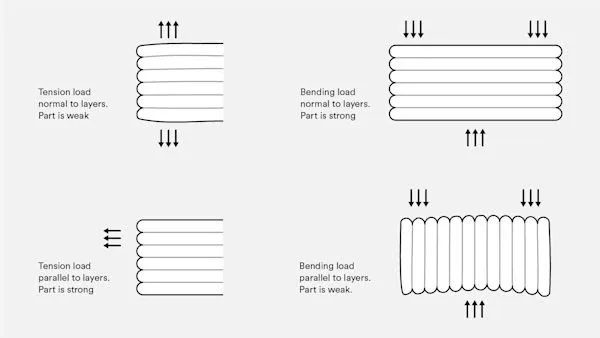 Tension load
normal to layers.
Part is weak
Bending load
normal to layers.
Part is strong
Tension load
parallel to layers.
Part is strong
Bending load
parallel to layers.
Part is weak.